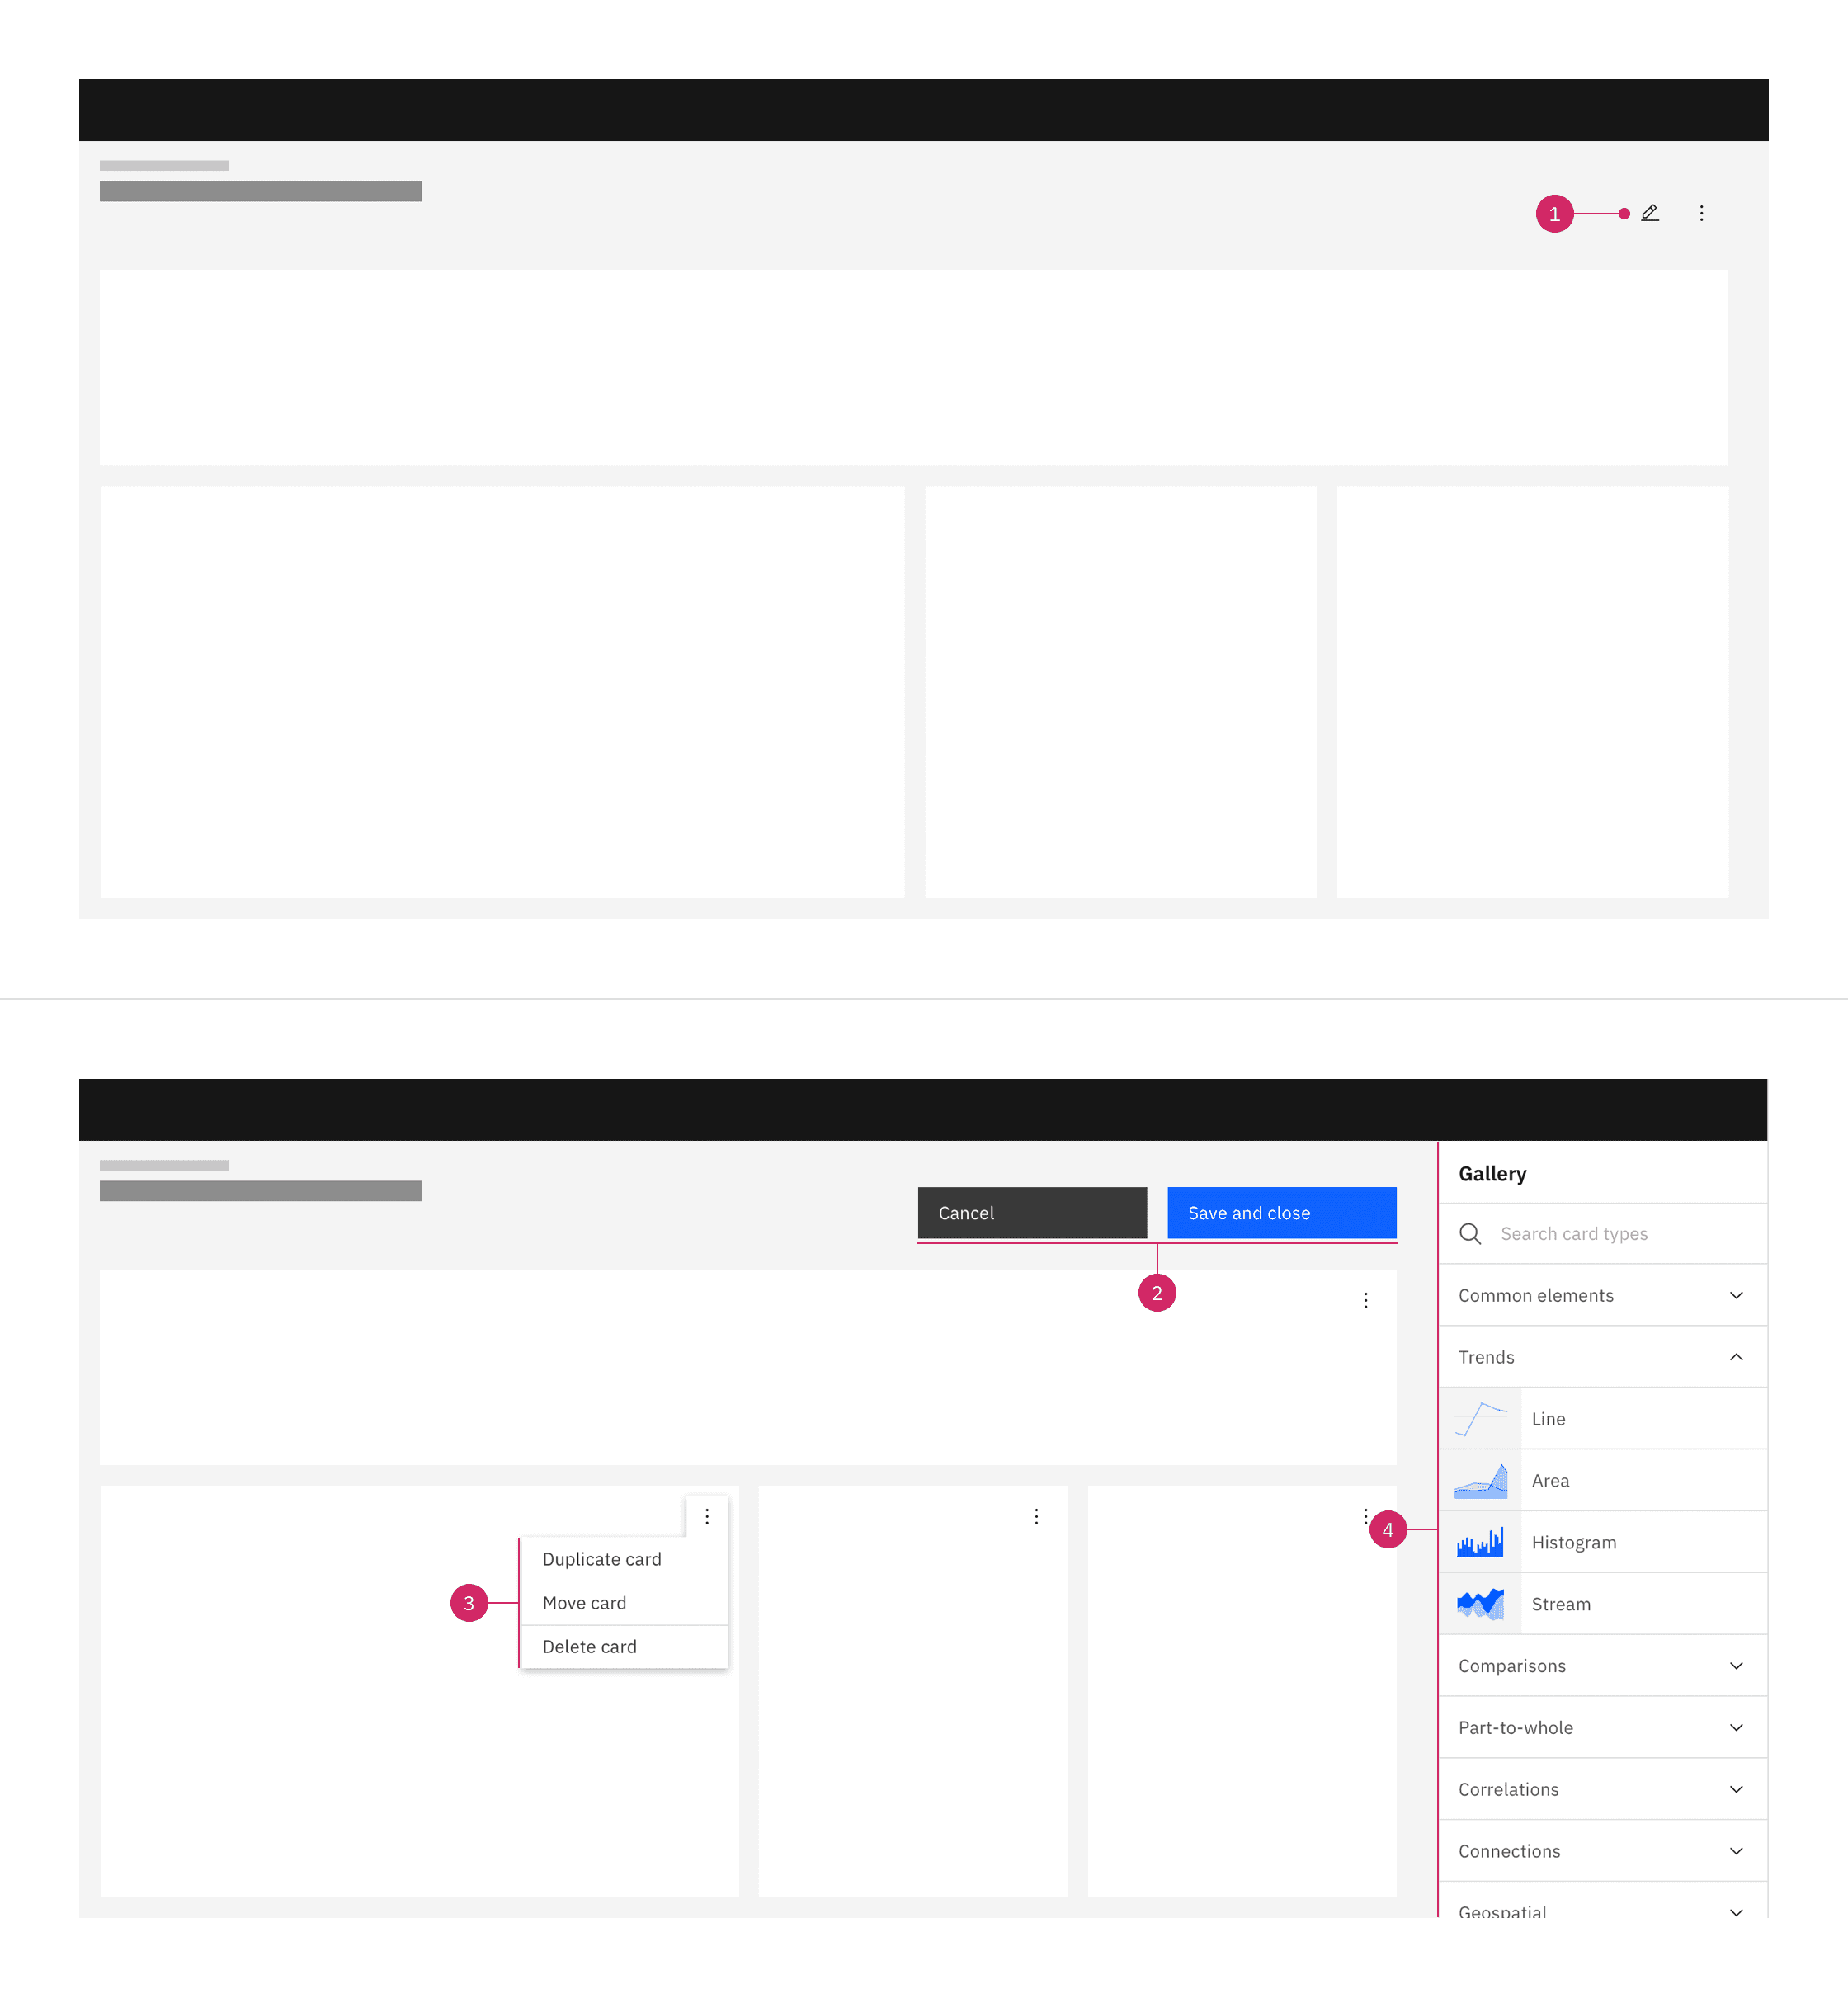 1
Cancel
Save and close
2
3
Duplicate card
Move card
Delete card
4
Gallery
Search card types
Common elements
Trends
Line
Area
Histogram
Stream
Comparisons
Part-to-whole
Correlations
Connections
Geospatial